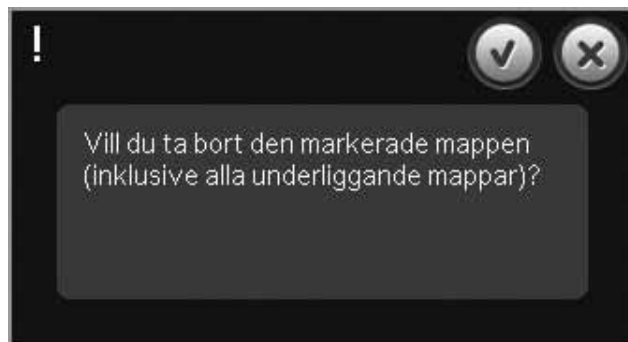 !
Vill du ta bort den markerade mappen
(inklusive alla underliggande mappar)?